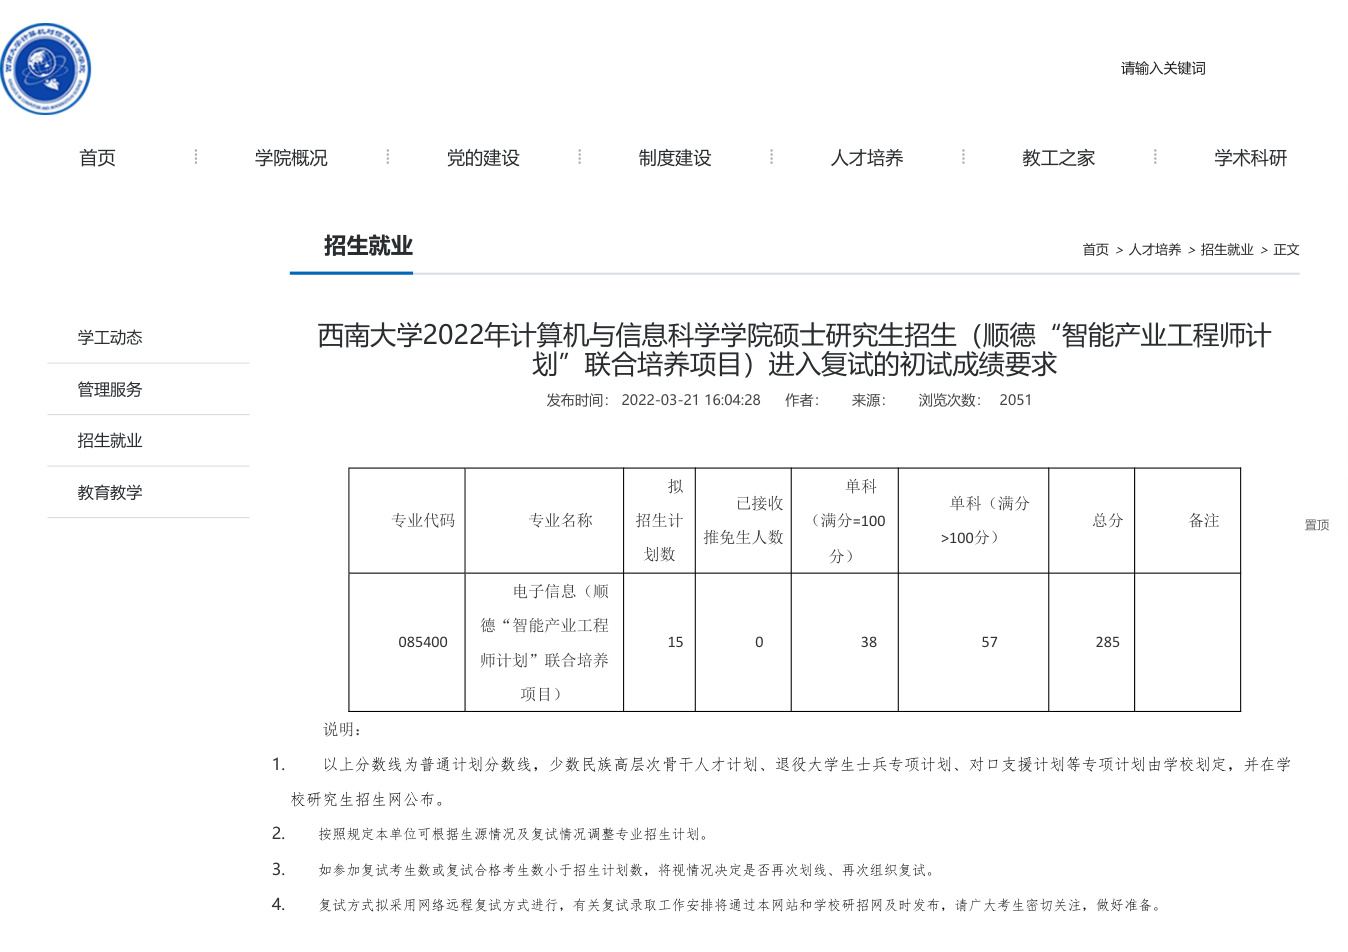 请输入关键词
首页
学院概况
党的建设
制度建设
人才培养
教工之家
学术科研
招生就业
首页 > 人才培养 > 招生就业 > 正文
学工动态
管理服务
招生就业
教育教学
西南大学2022年计算机与信息科学学院硕士研究生招生（顺德“智能产业工程师计
划”联合培养项目）进入复试的初试成绩要求
发布时间： 2022-03-21 16:04:28 作者： 来源： 浏览次数： 2051
专业代码
专业名称
拟
招生计
划数
已接收
推免生人数
单科
（满分=100
分）
单科（满分
>100分）
总分
备注
085400
电子信息（顺
德“智能产业工程
师计划”联合培养
项目）
15
0
38
57
285
置顶
说明：
1. 以上分数线为普通计划分数线，少数民族高层次骨干人才计划、退役大学生士兵专项计划、对口支援计划等专项计划由学校划定，并在学
校研究生招生网公布。
2. 按照规定本单位可根据生源情况及复试情况调整专业招生计划。
3. 如参加复试考生数或复试合格考生数小于招生计划数，将视情况决定是否再次划线、再次组织复试。
4. 复试方式拟采用网络远程复试方式进行，有关复试录取工作安排将通过本网站和学校研招网及时发布，请广大考生密切关注，做好准备。